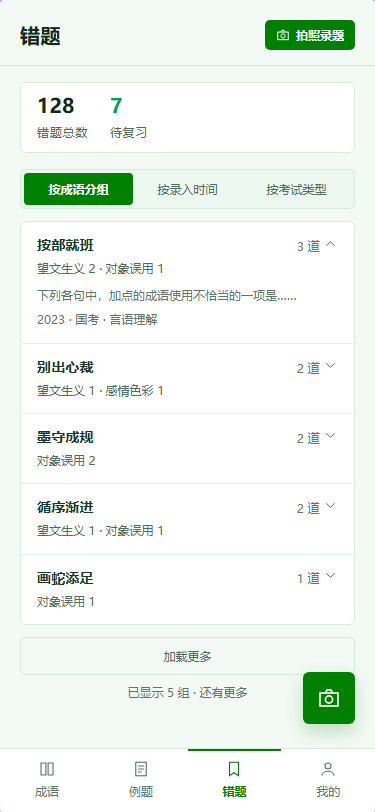 错题
拍照录题
128
7
错题总数
待复习
按成语分组
按录入时间
按考试类型
按部就班
3 道
望文生义 2 · 对象误用 1
下列各句中，加点的成语使用不恰当的一项是……
2023 · 国考 · 言语理解
别出心裁
2 道
望文生义 1 · 感情色彩 1
墨守成规
2 道
对象误用 2
循序渐进
2 道
望文生义 1 · 对象误用 1
画蛇添足
1 道
对象误用 1
加载更多
已显示 5 组 · 还有更多
成语
例题
错题
我的